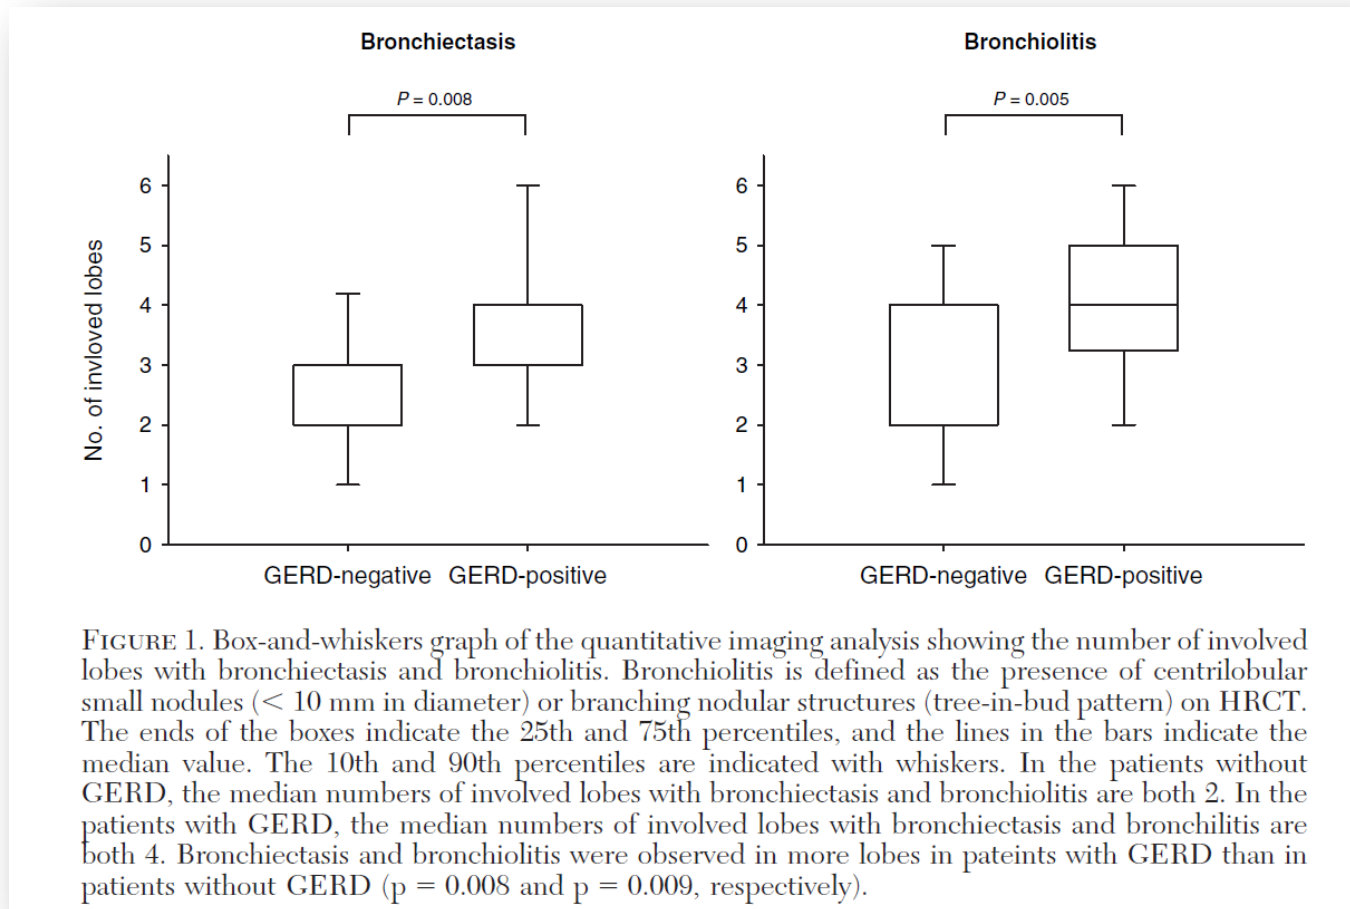 Bronchiectasis
P = 0.008
No. of invloved lobes
6
5
4
3
2
1
0
GERD-negative GERD-positive
Bronchiolitis
P = 0.005
6
5
4
3
2
1
0
GERD-negative GERD-positive
FIGURE 1. Box-and-whiskers graph of the quantitative imaging analysis showing the number of involved
lobes with bronchiectasis and bronchiolitis. Bronchiolitis is defined as the presence of centrilobular
small nodules (< 10 mm in diameter) or branching nodular structures (tree-in-bud pattern) on HRCT.
The ends of the boxes indicate the 25th and 75th percentiles, and the lines in the bars indicate the
median value. The 10th and 90th percentiles are indicated with whiskers. In the patients without
GERD, the median numbers of involved lobes with bronchiectasis and bronchiolitis are both 2. In the
patients with GERD, the median numbers of involved lobes with bronchiectasis and bronchilitis are
both 4. Bronchiectasis and bronchiolitis were observed in more lobes in pateints with GERD than in
patients without GERD (p = 0.008 and p = 0.009, respectively).